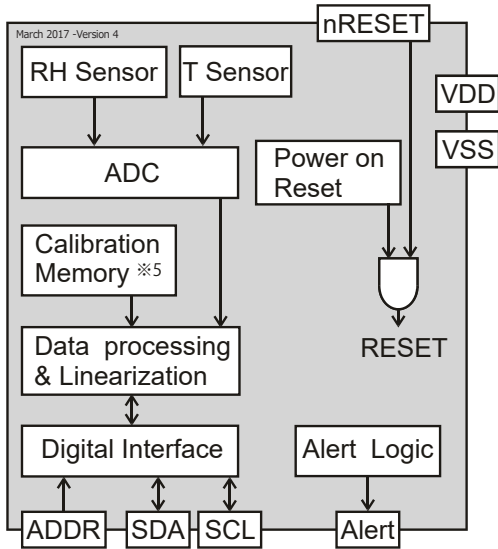 March 2017 -Version 4
nRESET
RH Sensor
T Sensor
VDD
VSS
ADC
Power on
Reset
Calibration
Memory ※5
RESET
Data processing
& Linearization
Digital Interface
Alert Logic
ADDR
SDA
SCL
Alert